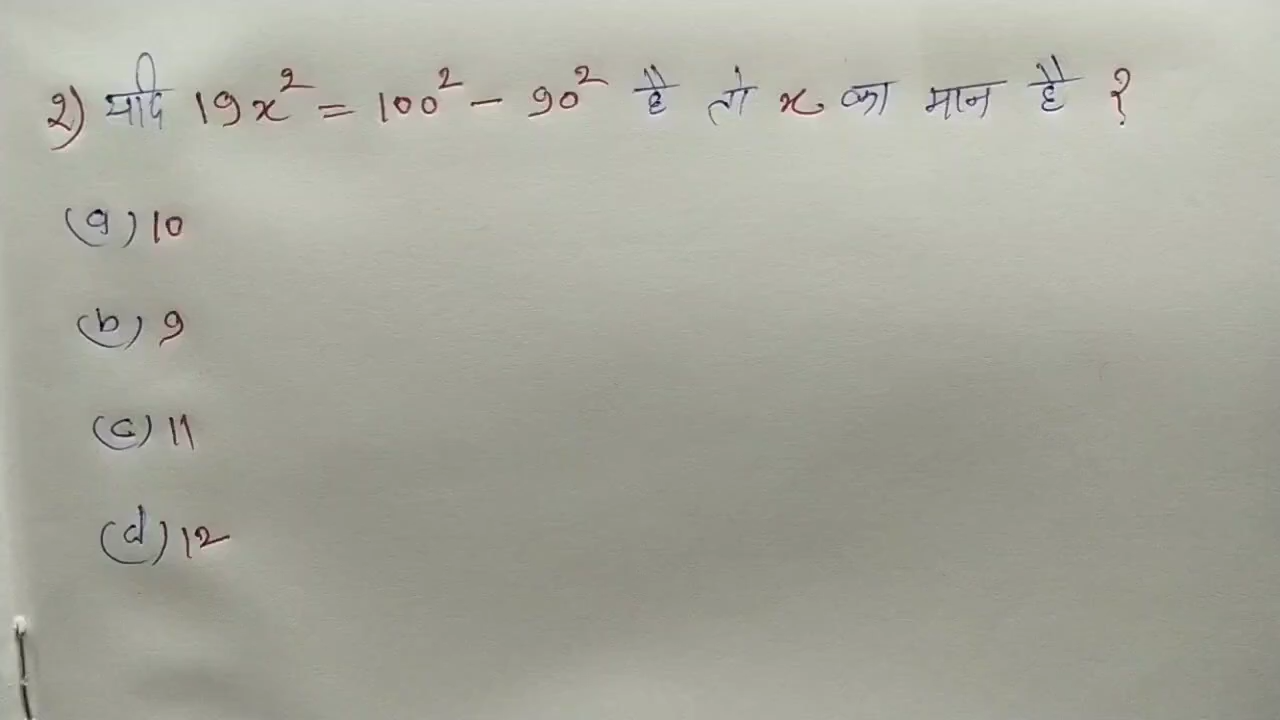 2) यदि 19x² = 100² - 90² है तो x का मान है ?
(a) 10
(b) 9
(c) 11
(d) 12